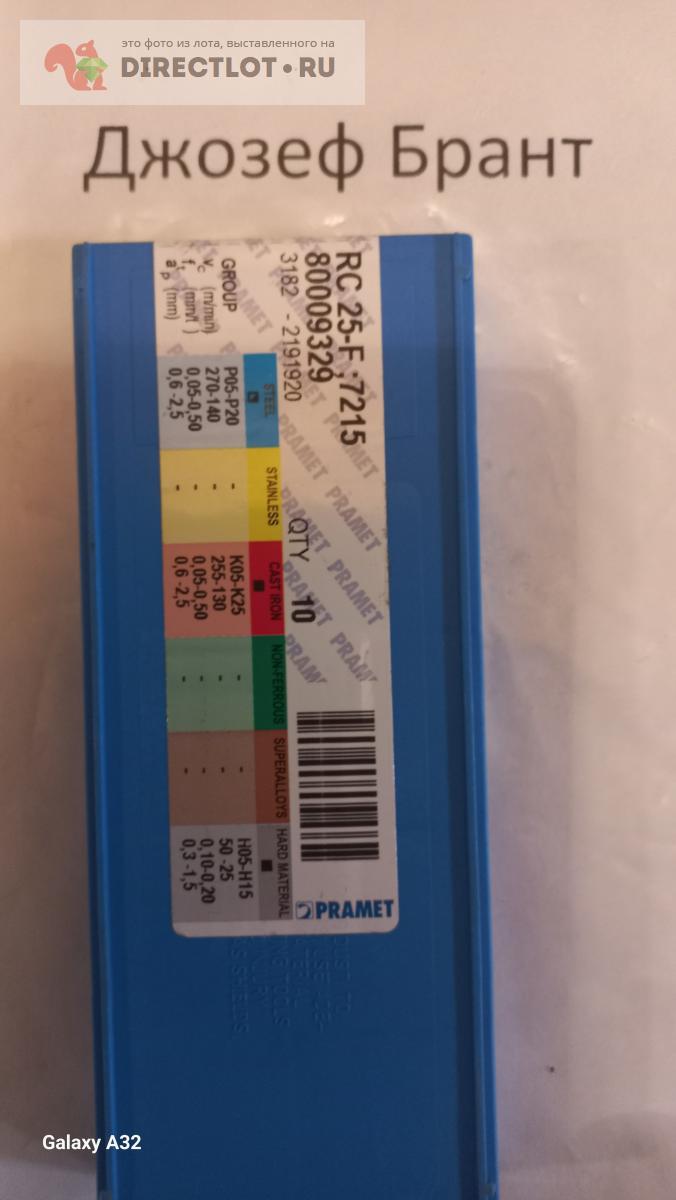 это фото из лота, выставленного на
DIRECTLOT•RU
Джозеф Брант
RC 25-F ;7215
80009329
3182 - 2191920
QTY 10
STEEL STAINLESS CAST IRON NON-FERROUS SUPERALLOYS HARD MATERIAL
GROUP P05-P20 - K05-K25 - - H05-H15
vc (m/min) 270-140 - 255-130 - - 50 -25
f (mm/t) 0,05-0,50 - 0,05-0,50 - - 0,10-0,20
ap (mm) 0,6 -2,5 - 0,6 -2,5 - - 0,3 -1,5
PRAMET
Galaxy A32